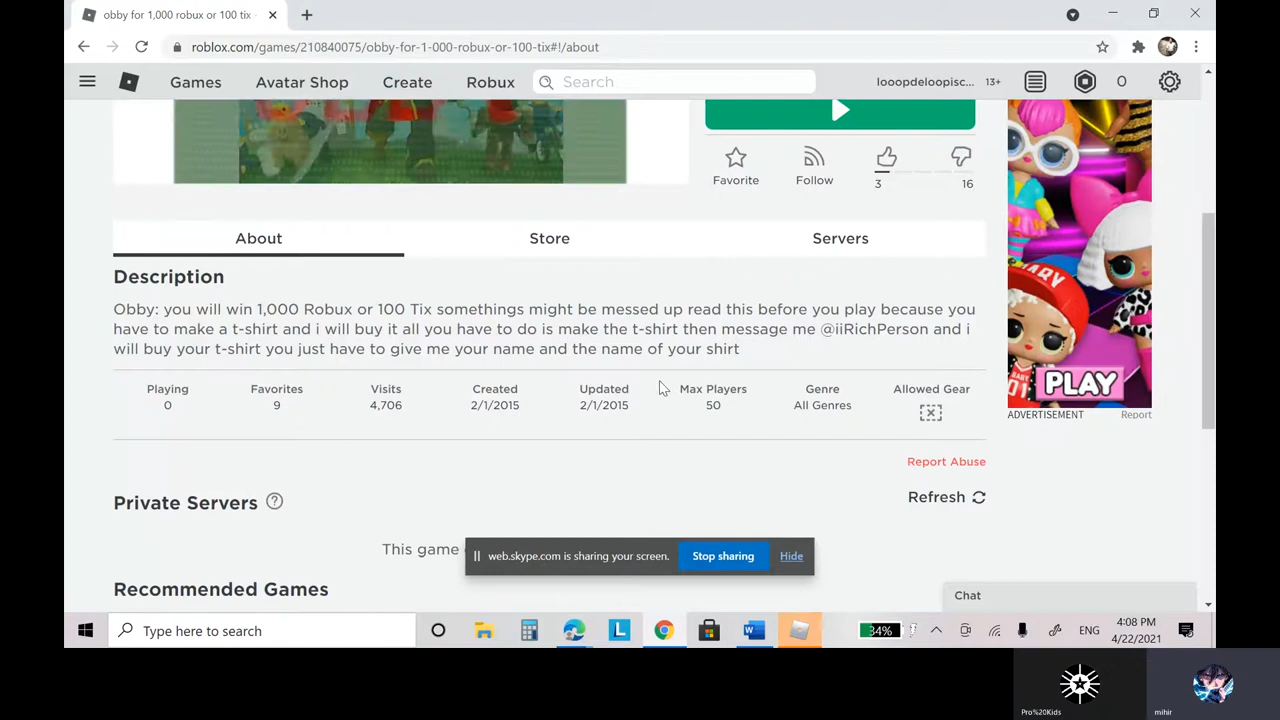 obby for 1,000 robux or 100 tix
roblox.com/games/210840075/obby-for-1-000-robux-or-100-tix#!/about
Games Avatar Shop Create Robux Search looopdeloopisc... 13+ 0
Favorite Follow 3 16
About Store Servers
Description
Obby: you will win 1,000 Robux or 100 Tix somethings might be messed up read this before you play because you
have to make a t-shirt and i will buy it all you have to do is make the t-shirt then message me @iiRichPerson and i
will buy your t-shirt you just have to give me your name and the name of your shirt
Playing Favorites Visits Created Updated Max Players Genre Allowed Gear
0 9 4,706 2/1/2015 2/1/2015 50 All Genres
PLAY
ADVERTISEMENT Report
Report Abuse
Private Servers ? Refresh
This game
web.skype.com is sharing your screen. Stop sharing Hide
Recommended Games
Chat
Type here to search
34% ENG 4:08 PM
4/22/2021
Pro%20Kids mihir